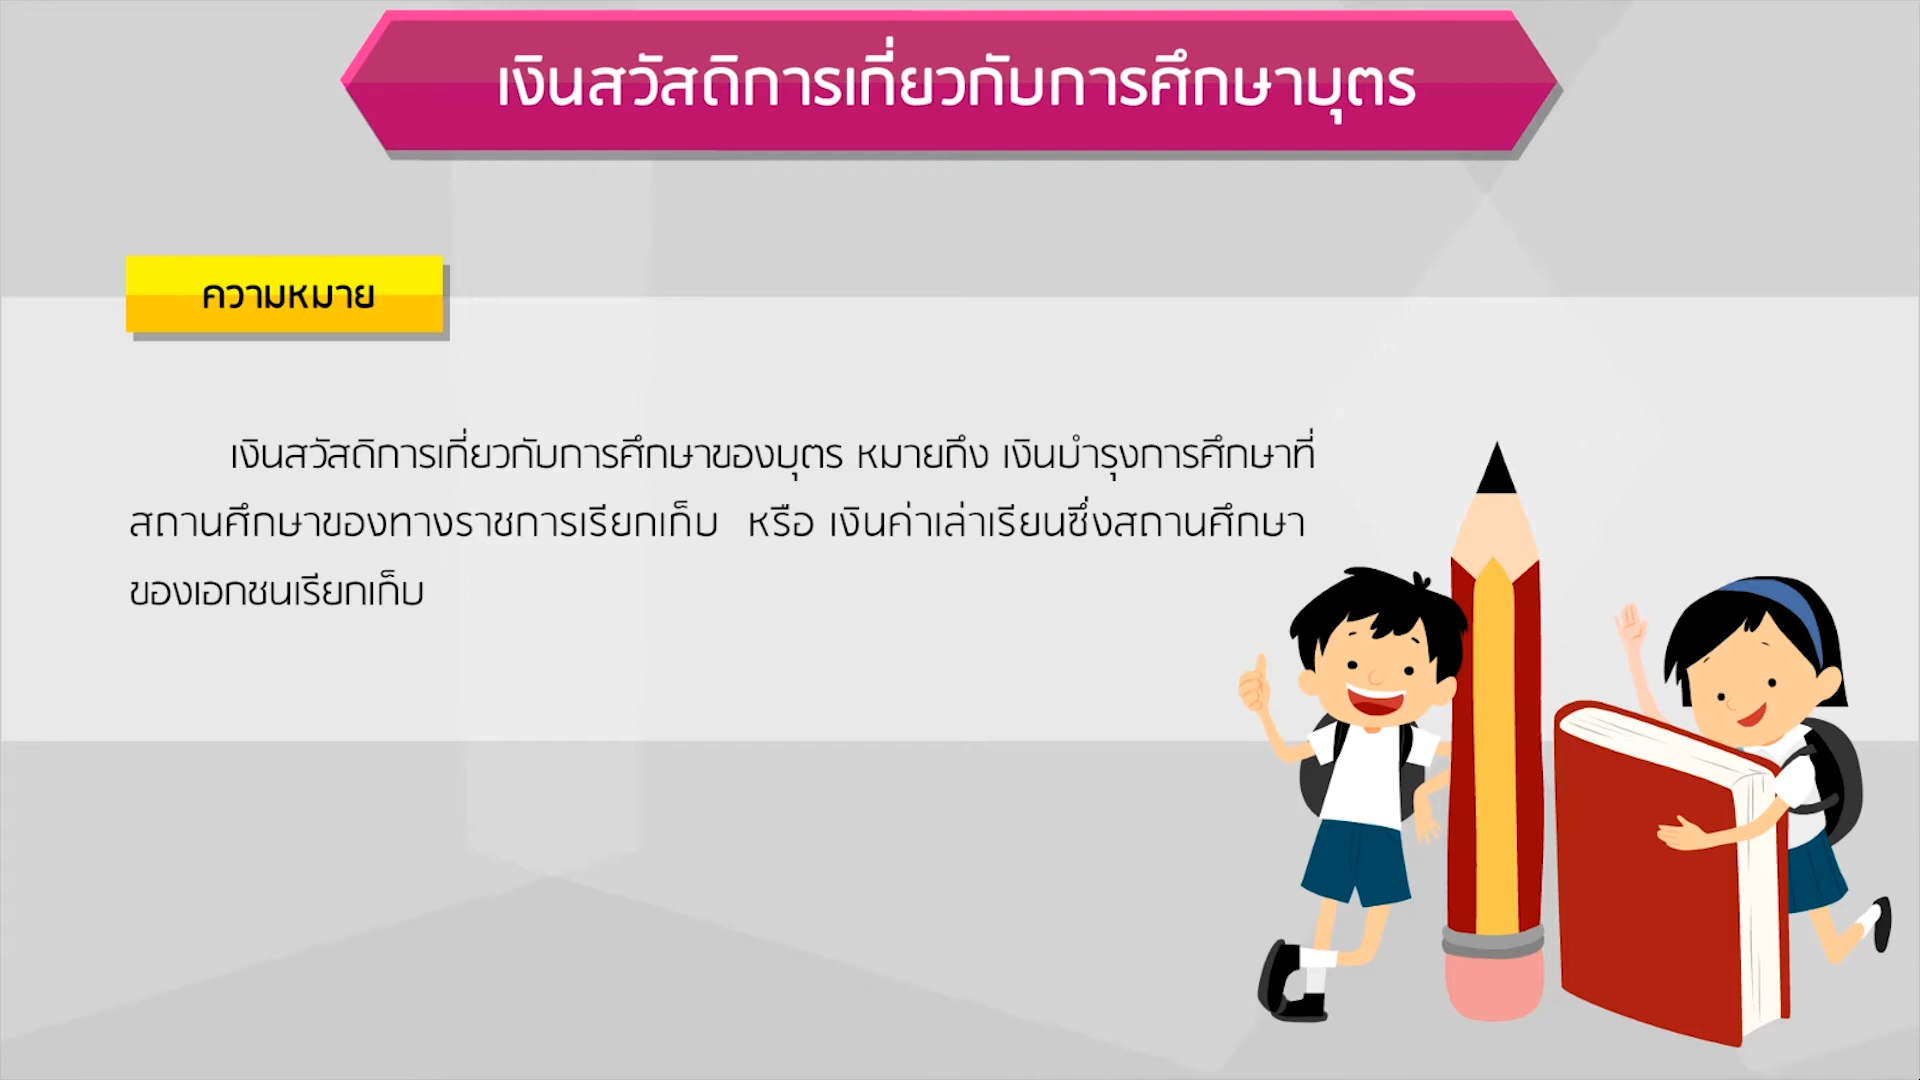 เงินสวัสดิการเกี่ยวกับการศึกษาบุตร
ความหมาย
เงินสวัสดิการเกี่ยวกับการศึกษาของบุตร หมายถึง เงินบำรุงการศึกษาที่
สถานศึกษาของทางราชการเรียกเก็บ หรือ เงินค่าเล่าเรียนซึ่งสถานศึกษา
ของเอกชนเรียกเก็บ